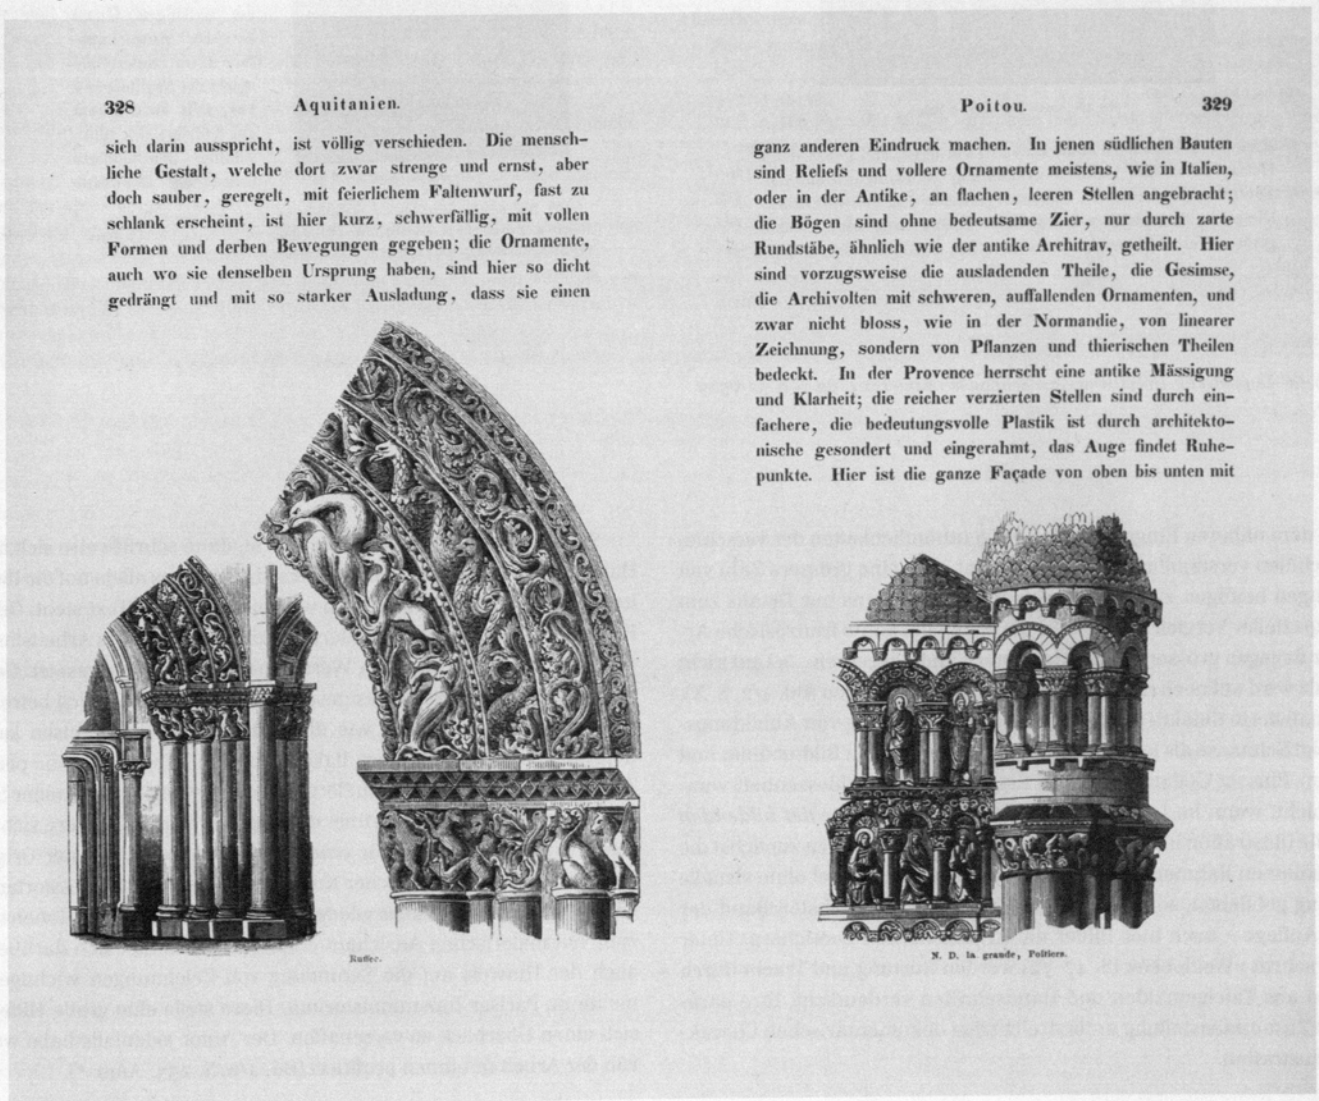 328
Aquitanien.
sich darin ausspricht, ist völlig verschieden. Die mensch-
liche Gestalt, welche dort zwar strenge und ernst, aber
doch sauber, geregelt, mit feierlichem Faltenwurf, fast zu
schlank erscheint, ist hier kurz, schwerfällig, mit vollen
Formen und derben Bewegungen gegeben; die Ornamente,
auch wo sie denselben Ursprung haben, sind hier so dicht
gedrängt und mit so starker Ausladung, dass sie einen
Ruffec.
Poitou.
329
ganz anderen Eindruck machen. In jenen südlichen Bauten
sind Reliefs und vollere Ornamente meistens, wie in Italien,
oder in der Antike, an flachen, leeren Stellen angebracht;
die Bögen sind ohne bedeutsame Zier, nur durch zarte
Rundstäbe, ähnlich wie der antike Architrav, getheilt. Hier
sind vorzugsweise die ausladenden Theile, die Gesimse,
die Archivolten mit schweren, auffallenden Ornamenten, und
zwar nicht bloss, wie in der Normandie, von linearer
Zeichnung, sondern von Pflanzen und thierischen Theilen
bedeckt. In der Provence herrscht eine antike Mässigung
und Klarheit; die reicher verzierten Stellen sind durch ein-
fachere, die bedeutungsvolle Plastik ist durch architekto-
nische gesondert und eingerahmt, das Auge findet Ruhe-
punkte. Hier ist die ganze Façade von oben bis unten mit
N. D. la grande, Poitiers.